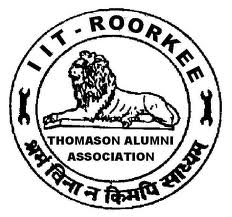 IIT-ROORKEE
THOMASON ALUMNI
ASSOCIATION
श्रमं विना न किमपि साध्यम्